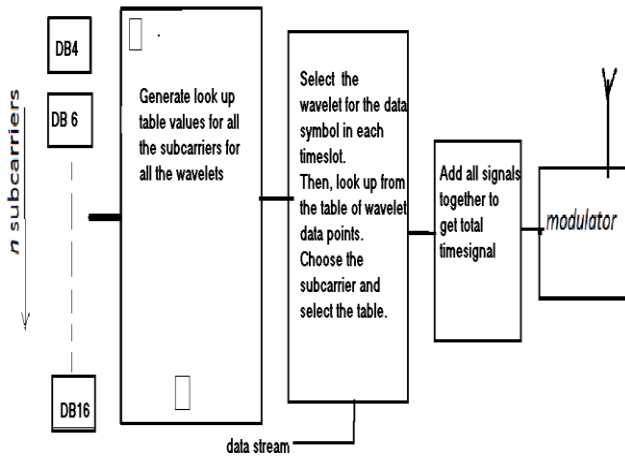 DB4
DB 6
n subcarriers
DB16
Generate look up
table values for all
the subcarriers for
all the wavelets
Select the
wavelet for the data
symbol in each
timeslot.
Then, look up from
the table of wavelet
data points.
Choose the
subcarrier and
select the table.
data stream
Add all signals
together to
get total
timesignal
modulator